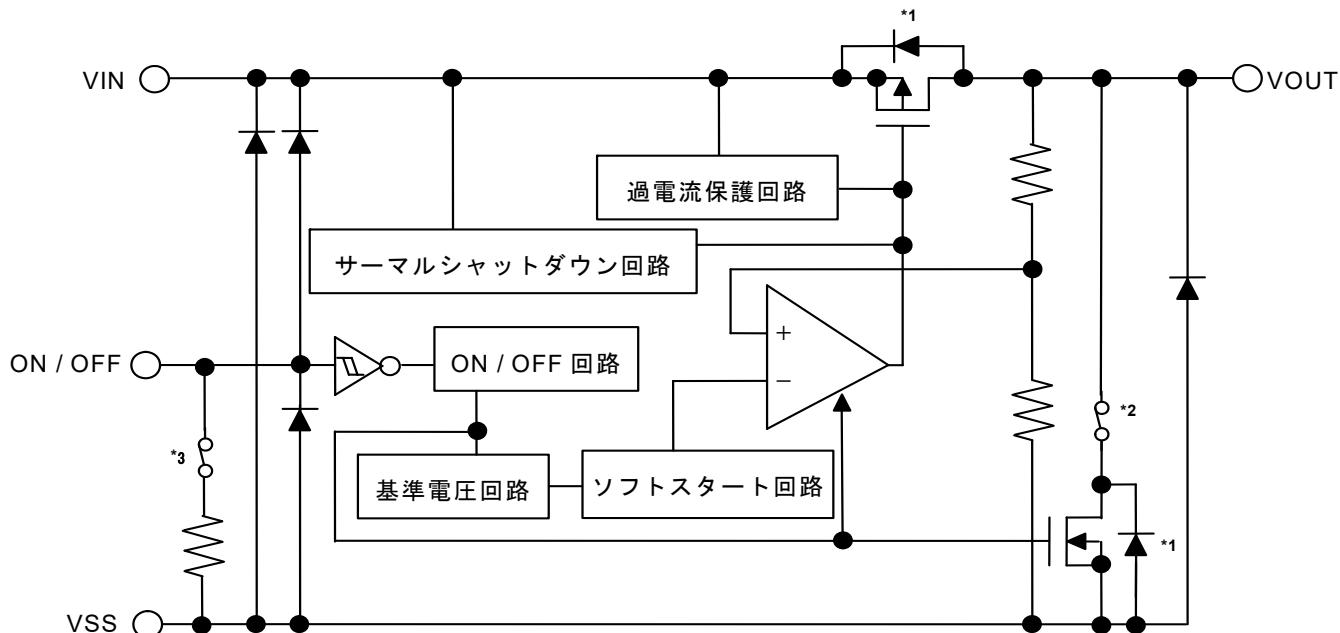 *1
VIN
VOUT
過電流保護回路
サーマルシャットダウン回路
+
ON / OFF
ON / OFF 回路
−
*2
*3
基準電圧回路
ソフトスタート回路
*1
VSS